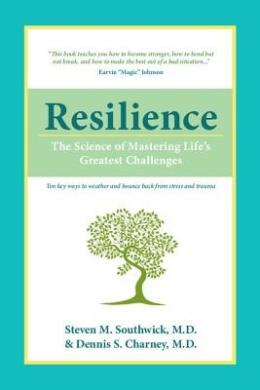 "This book teaches you how to become stronger, how to bend but
not break, and how to make the best out of a bad situation..."
Earvin "Magic" Johnson
Resilience
The Science of Mastering Life's
Greatest Challenges
Ten key ways to weather and bounce back from stress and trauma
Steven M. Southwick, M.D.
& Dennis S. Charney, M.D.